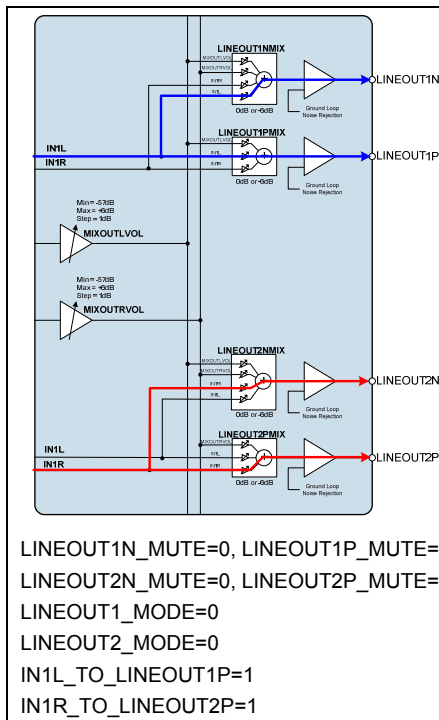 LINEOUT1NMIX
MIXOUTLVOL
MIXOUTRVOL
IN1R
IN1L
0dB or -6dB
Ground Loop
Noise Rejection
LINEOUT1N
LINEOUT1PMIX
MIXOUTLVOL
IN1L
IN1R
0dB or -6dB
Ground Loop
Noise Rejection
LINEOUT1P
IN1L
IN1R
Min = -57dB
Max = +6dB
Step = 1dB
MIXOUTLVOL
Min = -57dB
Max = +6dB
Step = 1dB
MIXOUTRVOL
LINEOUT2NMIX
MIXOUTLVOL
MIXOUTRVOL
IN1R
IN1L
0dB or -6dB
Ground Loop
Noise Rejection
LINEOUT2N
LINEOUT2PMIX
MIXOUTRVOL
IN1L
IN1R
0dB or -6dB
Ground Loop
Noise Rejection
LINEOUT2P
IN1L
IN1R
LINEOUT1N_MUTE=0, LINEOUT1P_MUTE=
LINEOUT2N_MUTE=0, LINEOUT2P_MUTE=
LINEOUT1_MODE=0
LINEOUT2_MODE=0
IN1L_TO_LINEOUT1P=1
IN1R_TO_LINEOUT2P=1